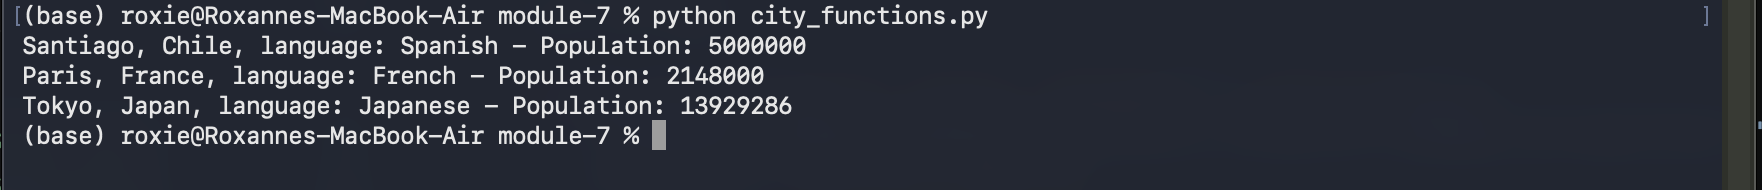 [(base) roxie@Roxannes-MacBook-Air module-7 % python city_functions.py ]
Santiago, Chile, language: Spanish - Population: 5000000
Paris, France, language: French - Population: 2148000
Tokyo, Japan, language: Japanese - Population: 13929286
(base) roxie@Roxannes-MacBook-Air module-7 %